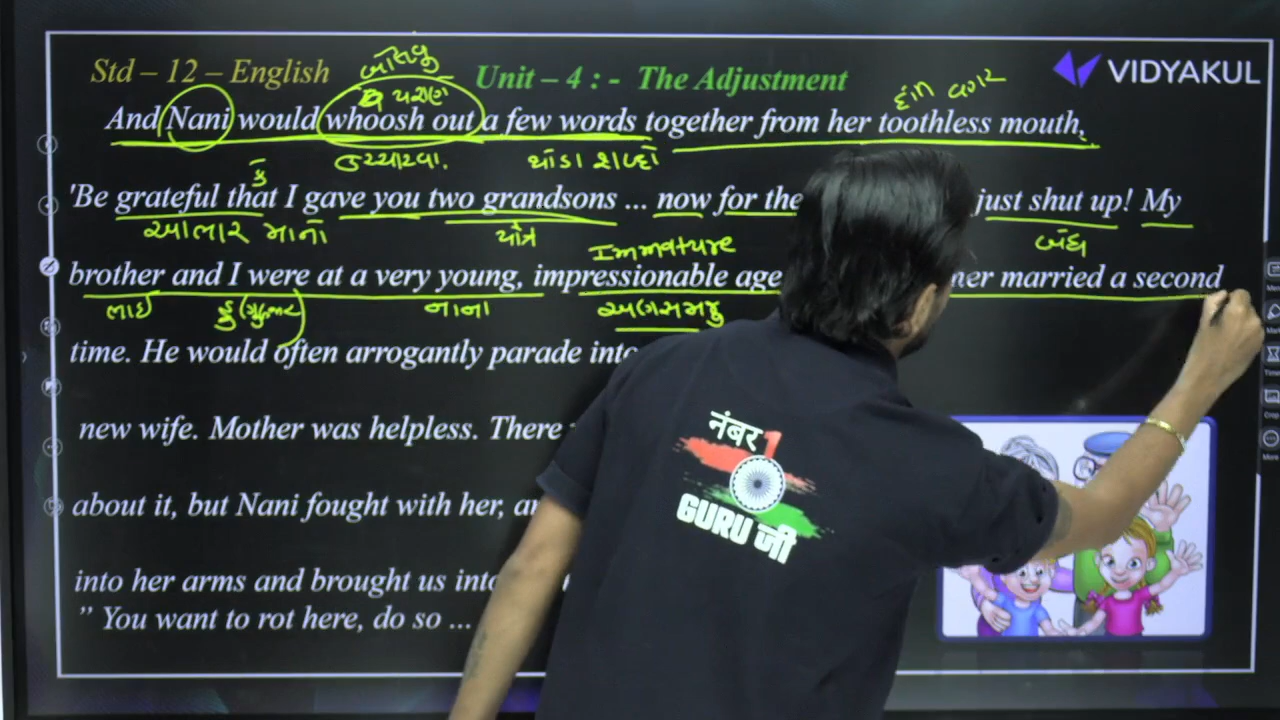 Std – 12 – English
Unit – 4 : - The Adjustment
VIDYAKUL
બોલવું
દાંત વગર
And Nani would whoosh out a few words together from her toothless mouth.
ઉચ્ચારવા. થોડા શબ્દો
કે
'Be grateful that I gave you two grandsons ... now for the just shut up! My
આભાર માનો પૌત્ર બંધ
Immature
brother and I were at a very young, impressionable age married a second
ભાઈ હું નાના અણસમજુ
time. He would often arrogantly parade into
new wife. Mother was helpless. There
about it, but Nani fought with her,
into her arms and brought us into
" You want to rot here, do so ...
नंबर 1
GURU जी